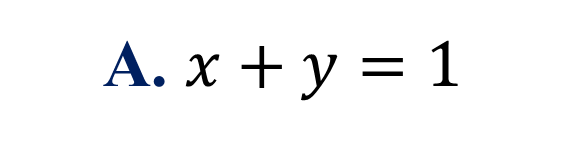 A. x + y = 1